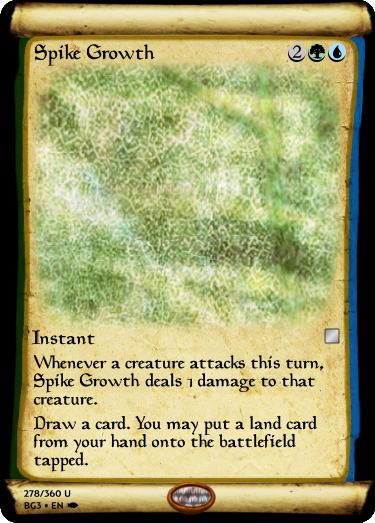 Spike Growth 2
Instant
Whenever a creature attacks this turn,
Spike Growth deals 1 damage to that
creature.
Draw a card. You may put a land card
from your hand onto the battlefield
tapped.
278/360 U
BG3 • EN